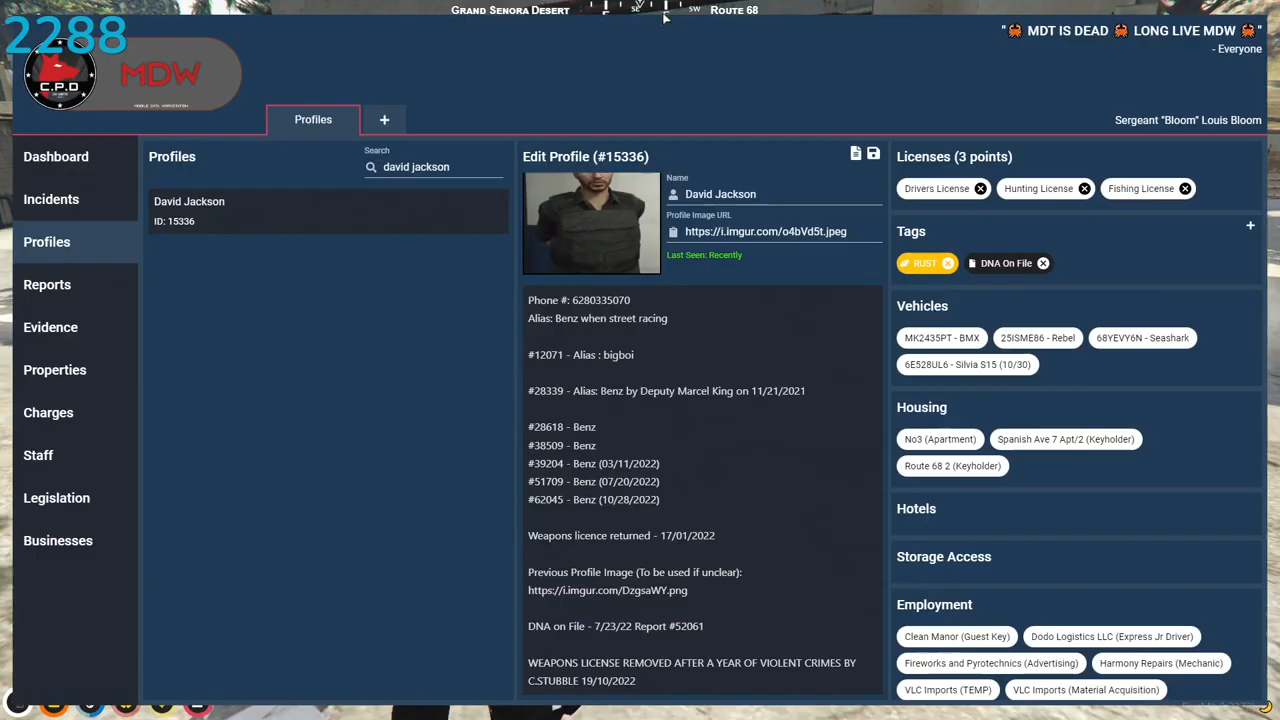 GRAND SENORA DESERT
SE
SW
ROUTE 68
2288
C.P.D
MDW
MOBILE DATA WORKSTATION
" MDT IS DEAD LONG LIVE MDW "
- Everyone
Profiles
+
Sergeant "Bloom" Louis Bloom
Dashboard
Incidents
Profiles
Reports
Evidence
Properties
Charges
Staff
Legislation
Businesses
Profiles
Search
david jackson
David Jackson
ID: 15336
Edit Profile (#15336)
Name
David Jackson
Profile Image URL
https://i.imgur.com/o4bVd5t.jpeg
Last Seen: Recently
Phone #: 6280335070
Alias: Benz when street racing
#12071 - Alias : bigboi
#28339 - Alias: Benz by Deputy Marcel King on 11/21/2021
#28618 - Benz
#38509 - Benz
#39204 - Benz (03/11/2022)
#51709 - Benz (07/20/2022)
#62045 - Benz (10/28/2022)
Weapons licence returned - 17/01/2022
Previous Profile Image (To be used if unclear):
https://i.imgur.com/DzgsaWY.png
DNA on File - 7/23/22 Report #52061
WEAPONS LICENSE REMOVED AFTER A YEAR OF VIOLENT CRIMES BY
C.STUBBLE 19/10/2022
Licenses (3 points)
Drivers License
Hunting License
Fishing License
Tags
RUST
DNA On File
Vehicles
MK2435PT - BMX
25ISME86 - Rebel
68YEVY6N - Seashark
6E528UL6 - Silvia S15 (10/30)
Housing
No3 (Apartment)
Spanish Ave 7 Apt/2 (Keyholder)
Route 68 2 (Keyholder)
Hotels
Storage Access
Employment
Clean Manor (Guest Key)
Dodo Logistics LLC (Express Jr Driver)
Fireworks and Pyrotechnics (Advertising)
Harmony Repairs (Mechanic)
VLC Imports (TEMP)
VLC Imports (Material Acquisition)